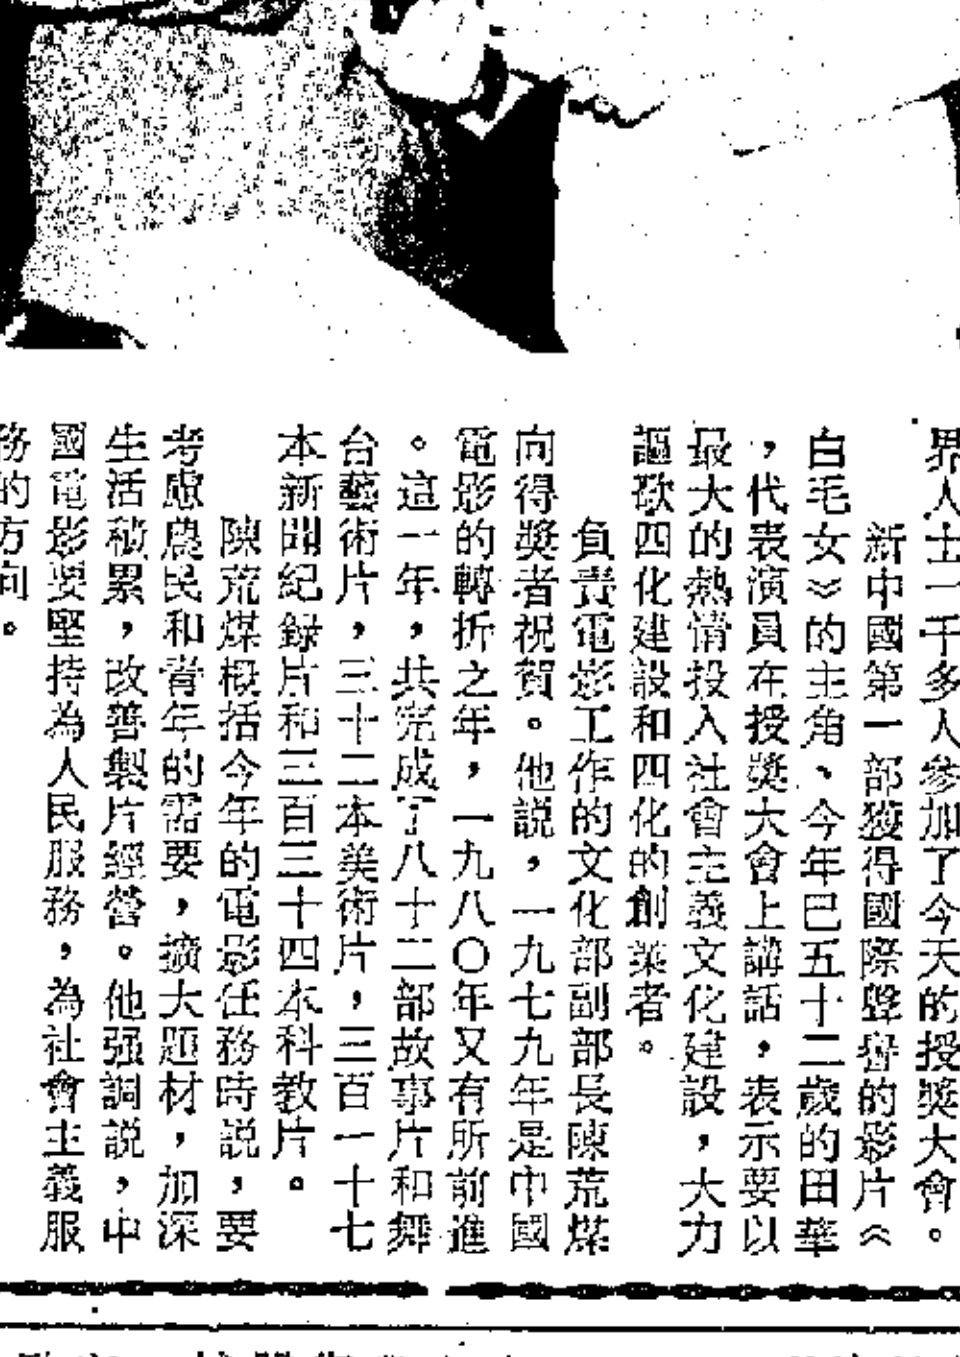 界人士一千多人參加了今天的授獎大會。
新中國第一部獲得國際聲譽的影片《
白毛女》的主角、今年已五十二歲的田華
，代表演員在授獎大會上講話，表示要以
最大的熱情投入社會主義文化建設，大力
謳歌四化建設和四化的創業者。
負責電影工作的文化部副部長陳荒煤
向得獎者祝賀。他説，一九七九年是中國
電影的轉折之年，一九八〇年又有所前進
。這一年，共完成了八十二部故事片和舞
台藝術片，三十二本美術片，三百一十七
本新聞紀録片和三百三十四本科教片。
陳荒煤概括今年的電影任務時説，要
考慮農民和青年的需要，擴大題材，加深
生活積累，改善製片經營。他强調説，中
國電影要堅持為人民服務，為社會主義服
務的方向。